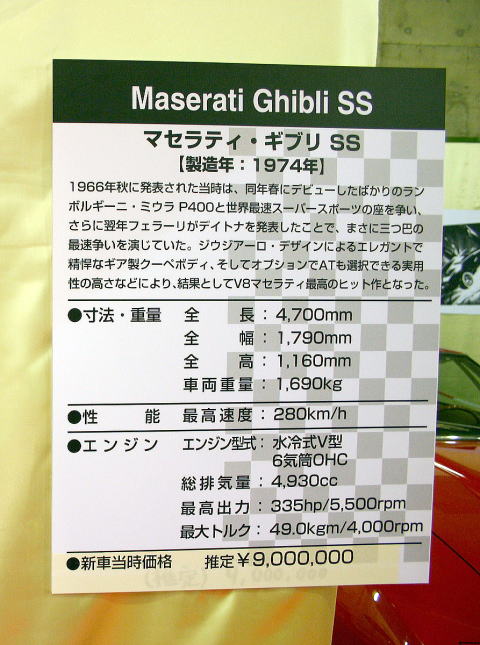 Maserati Ghibli SS
マセラティ・ギブリ SS
【製造年：1974年】
1966年秋に発表された当時は、同年春にデビューしたばかりのラン
ボルギーニ・ミウラ P400と世界最速スーパースポーツの座を争い、
さらに翌年フェラーリがデイトナを発表したことで、まさに三つ巴の
最速争いを演じていた。ジウジアーロ・デザインによるエレガントで
精悍なギア製クーペボディ、そしてオプションでATも選択できる実用
性の高さなどにより、結果としてV8マセラティ最高のヒット作となった。
●寸法・重量 全長：4,700mm
全幅：1,790mm
全高：1,160mm
車両重量：1,690kg
●性能 最高速度：280km/h
●エンジン エンジン型式：水冷式V型
6気筒OHC
総排気量：4,930cc
最高出力：335hp/5,500rpm
最大トルク：49.0kgm/4,000rpm
●新車当時価格 推定￥9,000,000